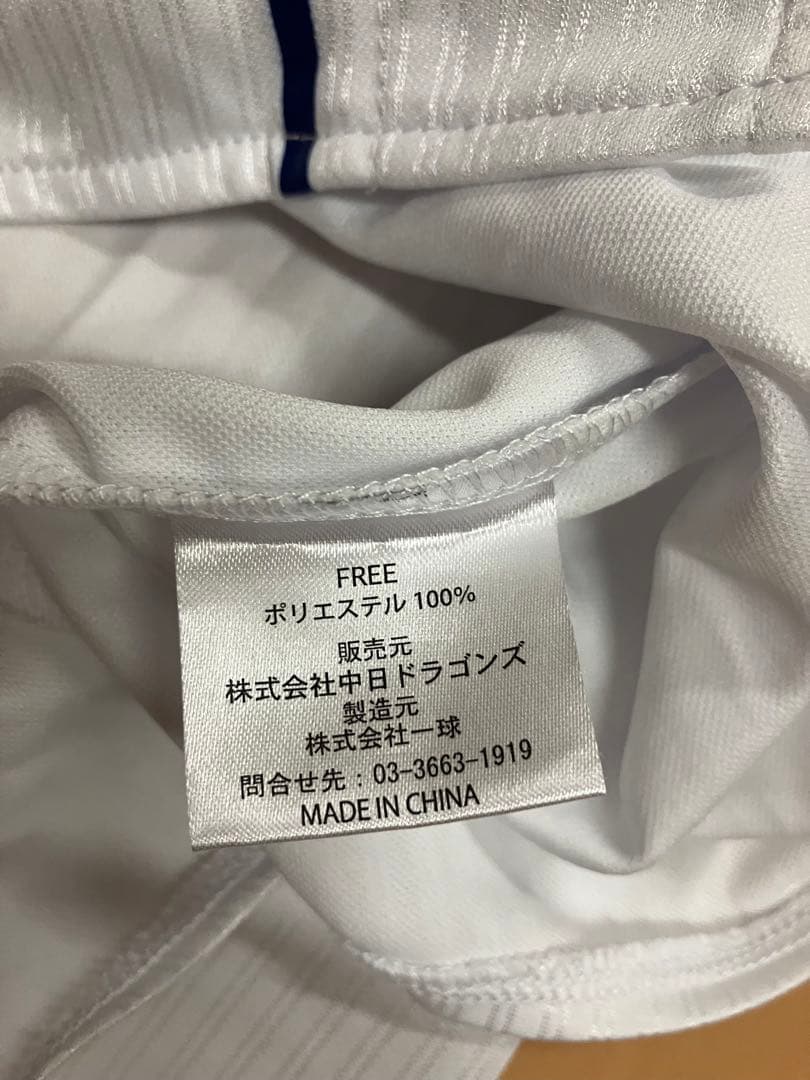 FREE
ポリエステル 100%
販売元
株式会社中日ドラゴンズ
製造元
株式会社一球
問合せ先：03-3663-1919
MADE IN CHINA